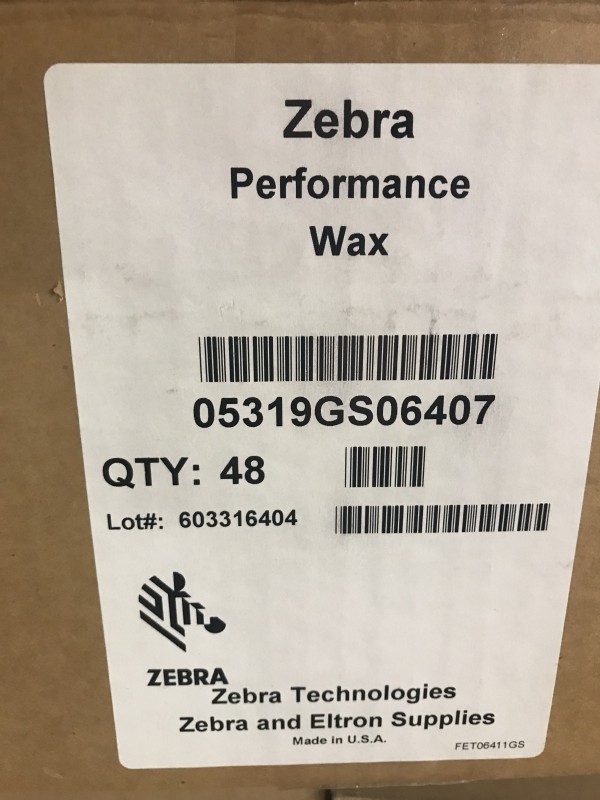 Zebra
Performance
Wax
05319GS06407
QTY: 48
Lot#: 603316404
ZEBRA
Zebra Technologies
Zebra and Eltron Supplies
Made in U.S.A.
FET06411GS